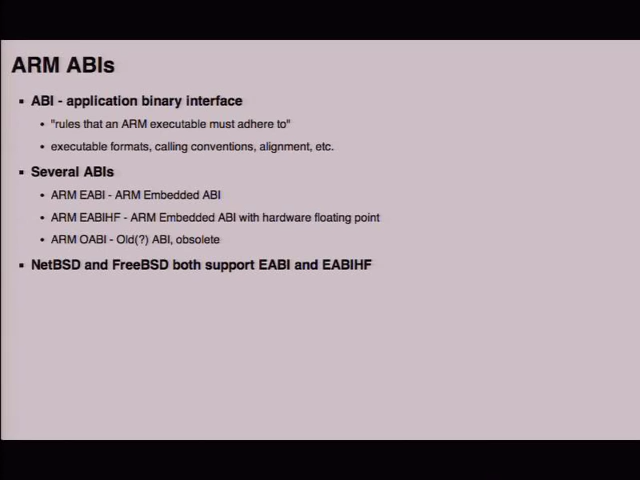 ARM ABIs
▪ ABI - application binary interface
• "rules that an ARM executable must adhere to"
• executable formats, calling conventions, alignment, etc.
▪ Several ABIs
• ARM EABI - ARM Embedded ABI
• ARM EABIHF - ARM Embedded ABI with hardware floating point
• ARM OABI - Old(?) ABI, obsolete
▪ NetBSD and FreeBSD both support EABI and EABIHF